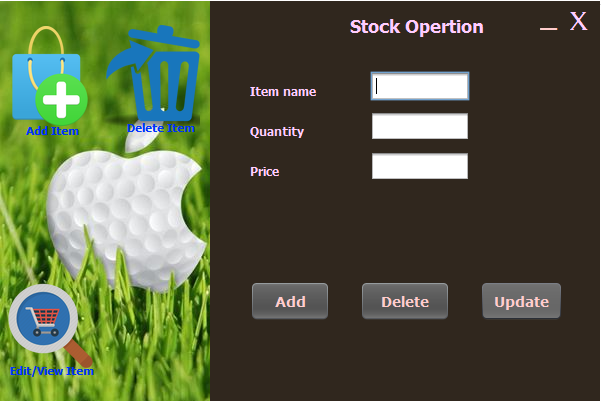 Stock Opertion
_ X
Add Item
Delete Item
Edit/View Item
Item name
Quantity
Price
Add
Delete
Update